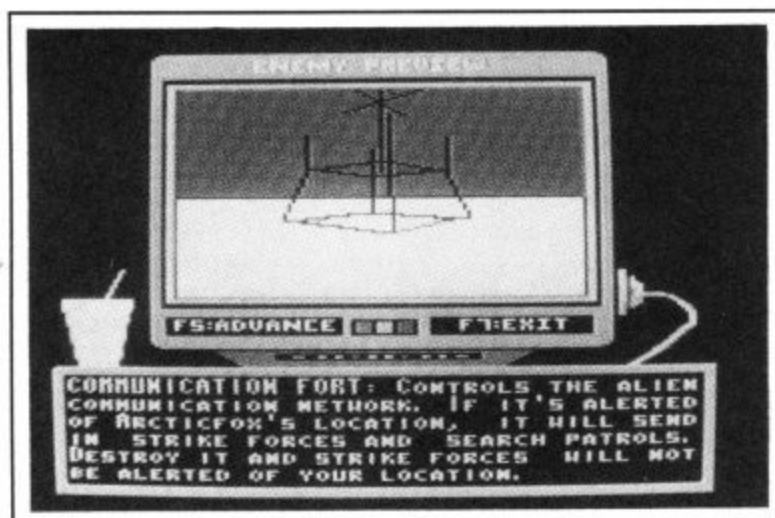 ENEMY PREVIEW
F5:ADVANCE
F7:EXIT
COMMUNICATION FORT: CONTROLS THE ALIEN
COMMUNICATION NETWORK. IF IT'S ALERTED
OF ARCTICFOX'S LOCATION, IT WILL SEND
IN STRIKE FORCES AND SEARCH PATROLS.
DESTROY IT AND STRIKE FORCES WILL NOT
BE ALERTED OF YOUR LOCATION.